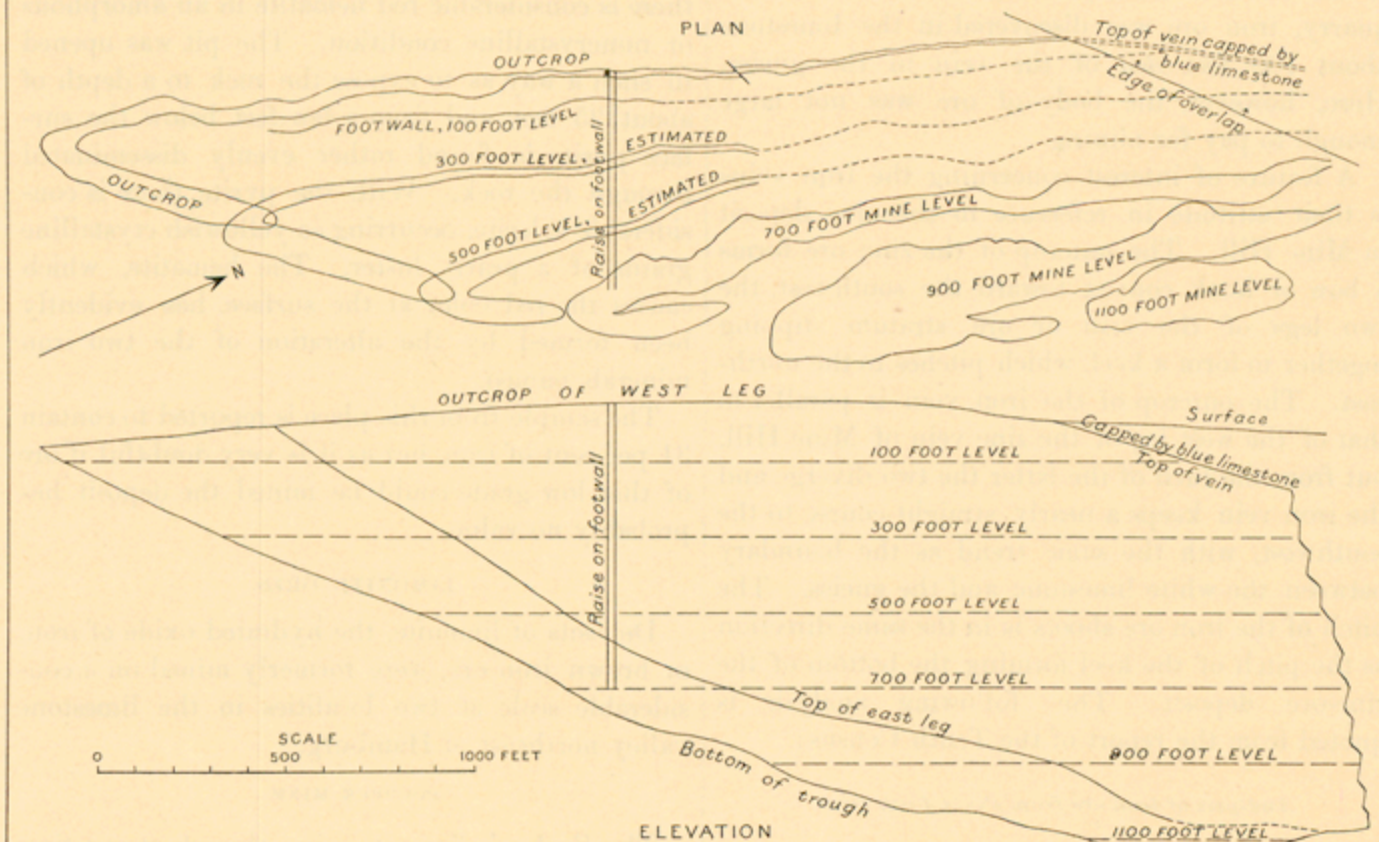 PLAN
OUTCROP
Top of vein capped by
blue limestone
Edge of overlap
FOOTWALL, 100 FOOT LEVEL
300 FOOT LEVEL, ESTIMATED
OUTCROP
500 FOOT LEVEL, ESTIMATED
Raise on footwall
700 FOOT MINE LEVEL
N
900 FOOT MINE LEVEL
1100 FOOT MINE LEVEL
OUTCROP OF WEST LEG
Surface
Capped by blue limestone
Top of vein
100 FOOT LEVEL
300 FOOT LEVEL
Raise on footwall
500 FOOT LEVEL
700 FOOT LEVEL
Top of east leg
SCALE
0 500 1000 FEET
Bottom of trough
900 FOOT LEVEL
1100 FOOT LEVEL
ELEVATION